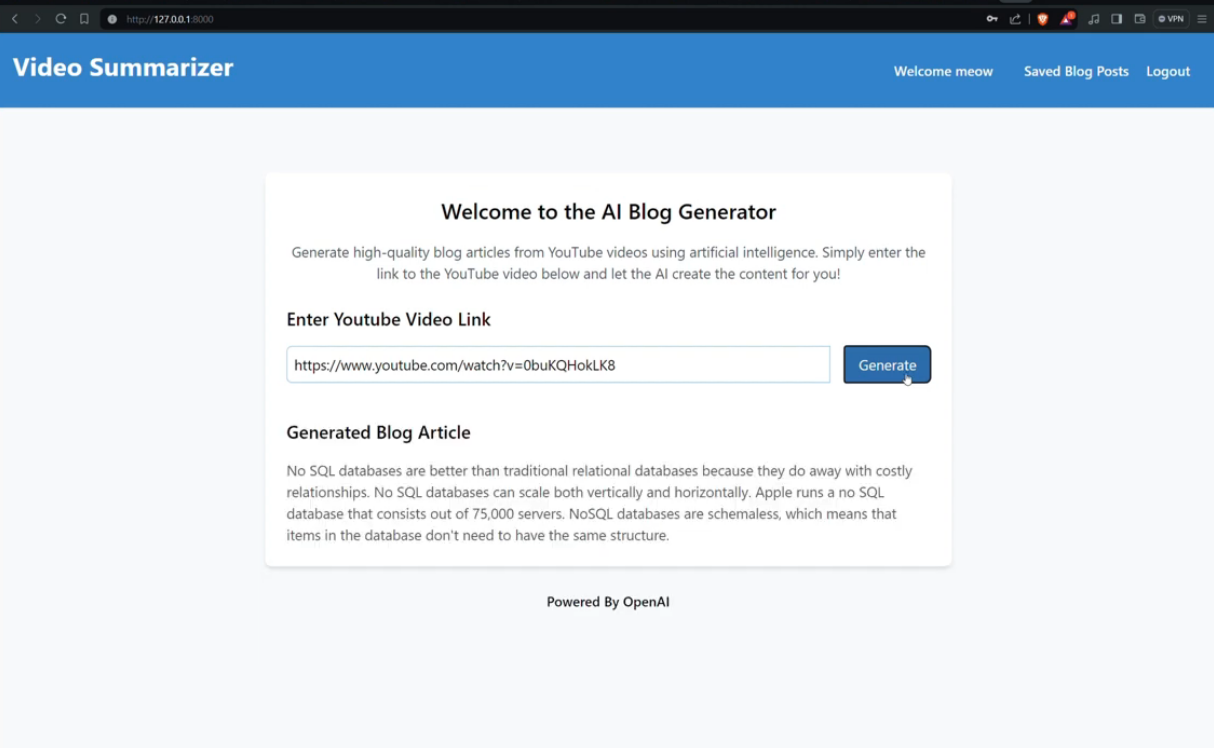 http://127.0.0.1:8000
VPN
Video Summarizer
Welcome meow
Saved Blog Posts
Logout
Welcome to the AI Blog Generator
Generate high-quality blog articles from YouTube videos using artificial intelligence. Simply enter the
link to the YouTube video below and let the AI create the content for you!
Enter Youtube Video Link
https://www.youtube.com/watch?v=0buKQHokLK8
Generate
Generated Blog Article
No SQL databases are better than traditional relational databases because they do away with costly
relationships. No SQL databases can scale both vertically and horizontally. Apple runs a no SQL
database that consists out of 75,000 servers. NoSQL databases are schemaless, which means that
items in the database don't need to have the same structure.
Powered By OpenAI